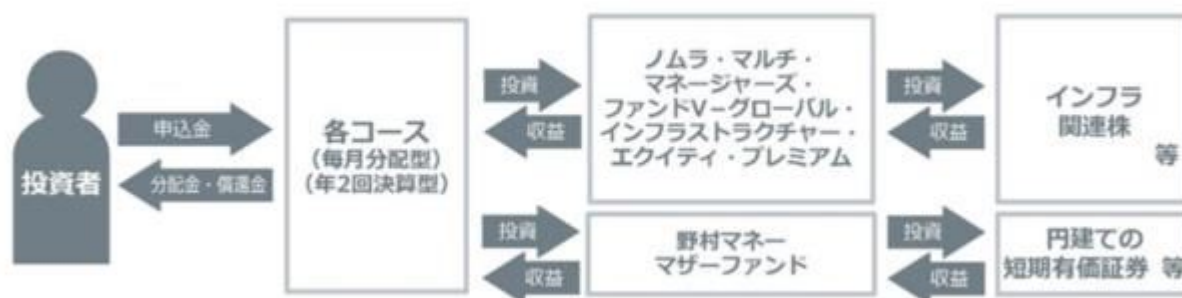 投資者
申込金
分配金・償還金
各コース
（毎月分配型）
（年2回決算型）
投資
収益
ノムラ・マルチ・
マネージャーズ・
ファンドV－グローバル・
インフラストラクチャー・
エクイティ・プレミアム
投資
収益
インフラ
関連株
等
投資
収益
野村マネー
マザーファンド
投資
収益
円建ての
短期有価証券 等